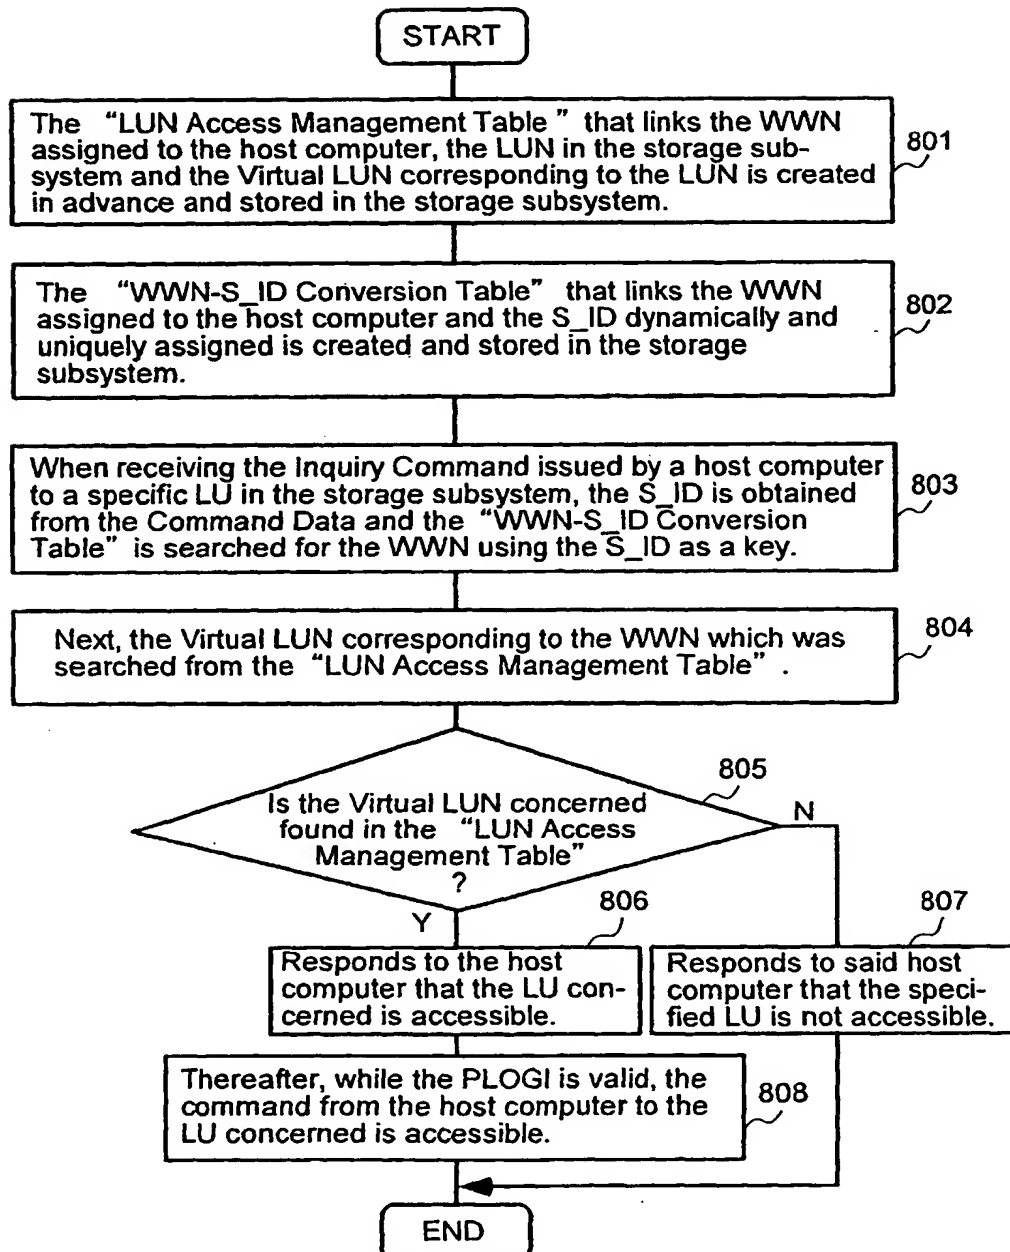 START
The “LUN Access Management Table ” that links the WWN
assigned to the host computer, the LUN in the storage sub-
system and the Virtual LUN corresponding to the LUN is created
in advance and stored in the storage subsystem.
801
The “WWN-S_ID Conversion Table” that links the WWN
assigned to the host computer and the S_ID dynamically and
uniquely assigned is created and stored in the storage
subsystem.
802
When receiving the Inquiry Command issued by a host computer
to a specific LU in the storage subsystem, the S_ID is obtained
from the Command Data and the “WWN-S_ID Conversion
Table” is searched for the WWN using the S_ID as a key.
803
Next, the Virtual LUN corresponding to the WWN which was
searched from the “LUN Access Management Table” .
804
805
Is the Virtual LUN concerned
found in the “LUN Access
Management Table”
?
N
Y
806
Responds to the host
computer that the LU con-
cerned is accessible.
807
Responds to said host
computer that the speci-
fied LU is not accessible.
Thereafter, while the PLOGI is valid, the
command from the host computer to the
LU concerned is accessible.
808
END